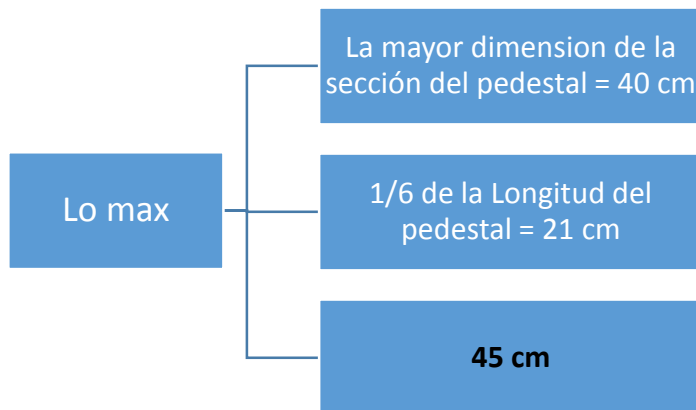 La mayor dimension de la
sección del pedestal = 40 cm
Lo max
1/6 de la Longitud del
pedestal = 21 cm
45 cm